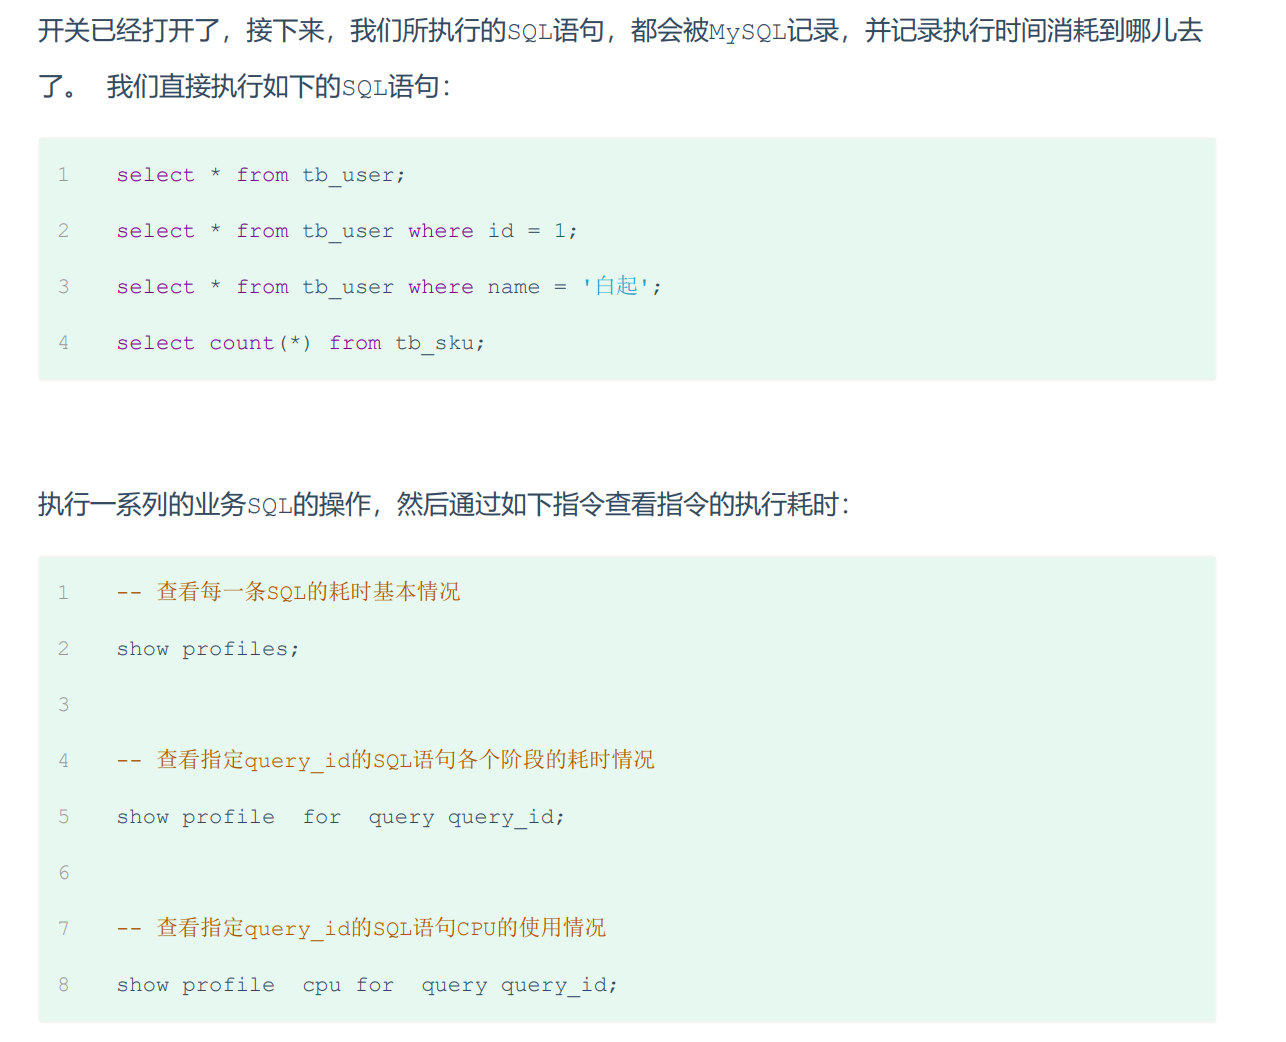 开关已经打开了，接下来，我们所执行的SQL语句，都会被MySQL记录，并记录执行时间消耗到哪儿去
了。 我们直接执行如下的SQL语句：
1 select * from tb_user;
2 select * from tb_user where id = 1;
3 select * from tb_user where name = '白起';
4 select count(*) from tb_sku;
执行一系列的业务SQL的操作，然后通过如下指令查看指令的执行耗时：
1 -- 查看每一条SQL的耗时基本情况
2 show profiles;
3
4 -- 查看指定query_id的SQL语句各个阶段的耗时情况
5 show profile  for  query query_id;
6
7 -- 查看指定query_id的SQL语句CPU的使用情况
8 show profile  cpu for  query query_id;